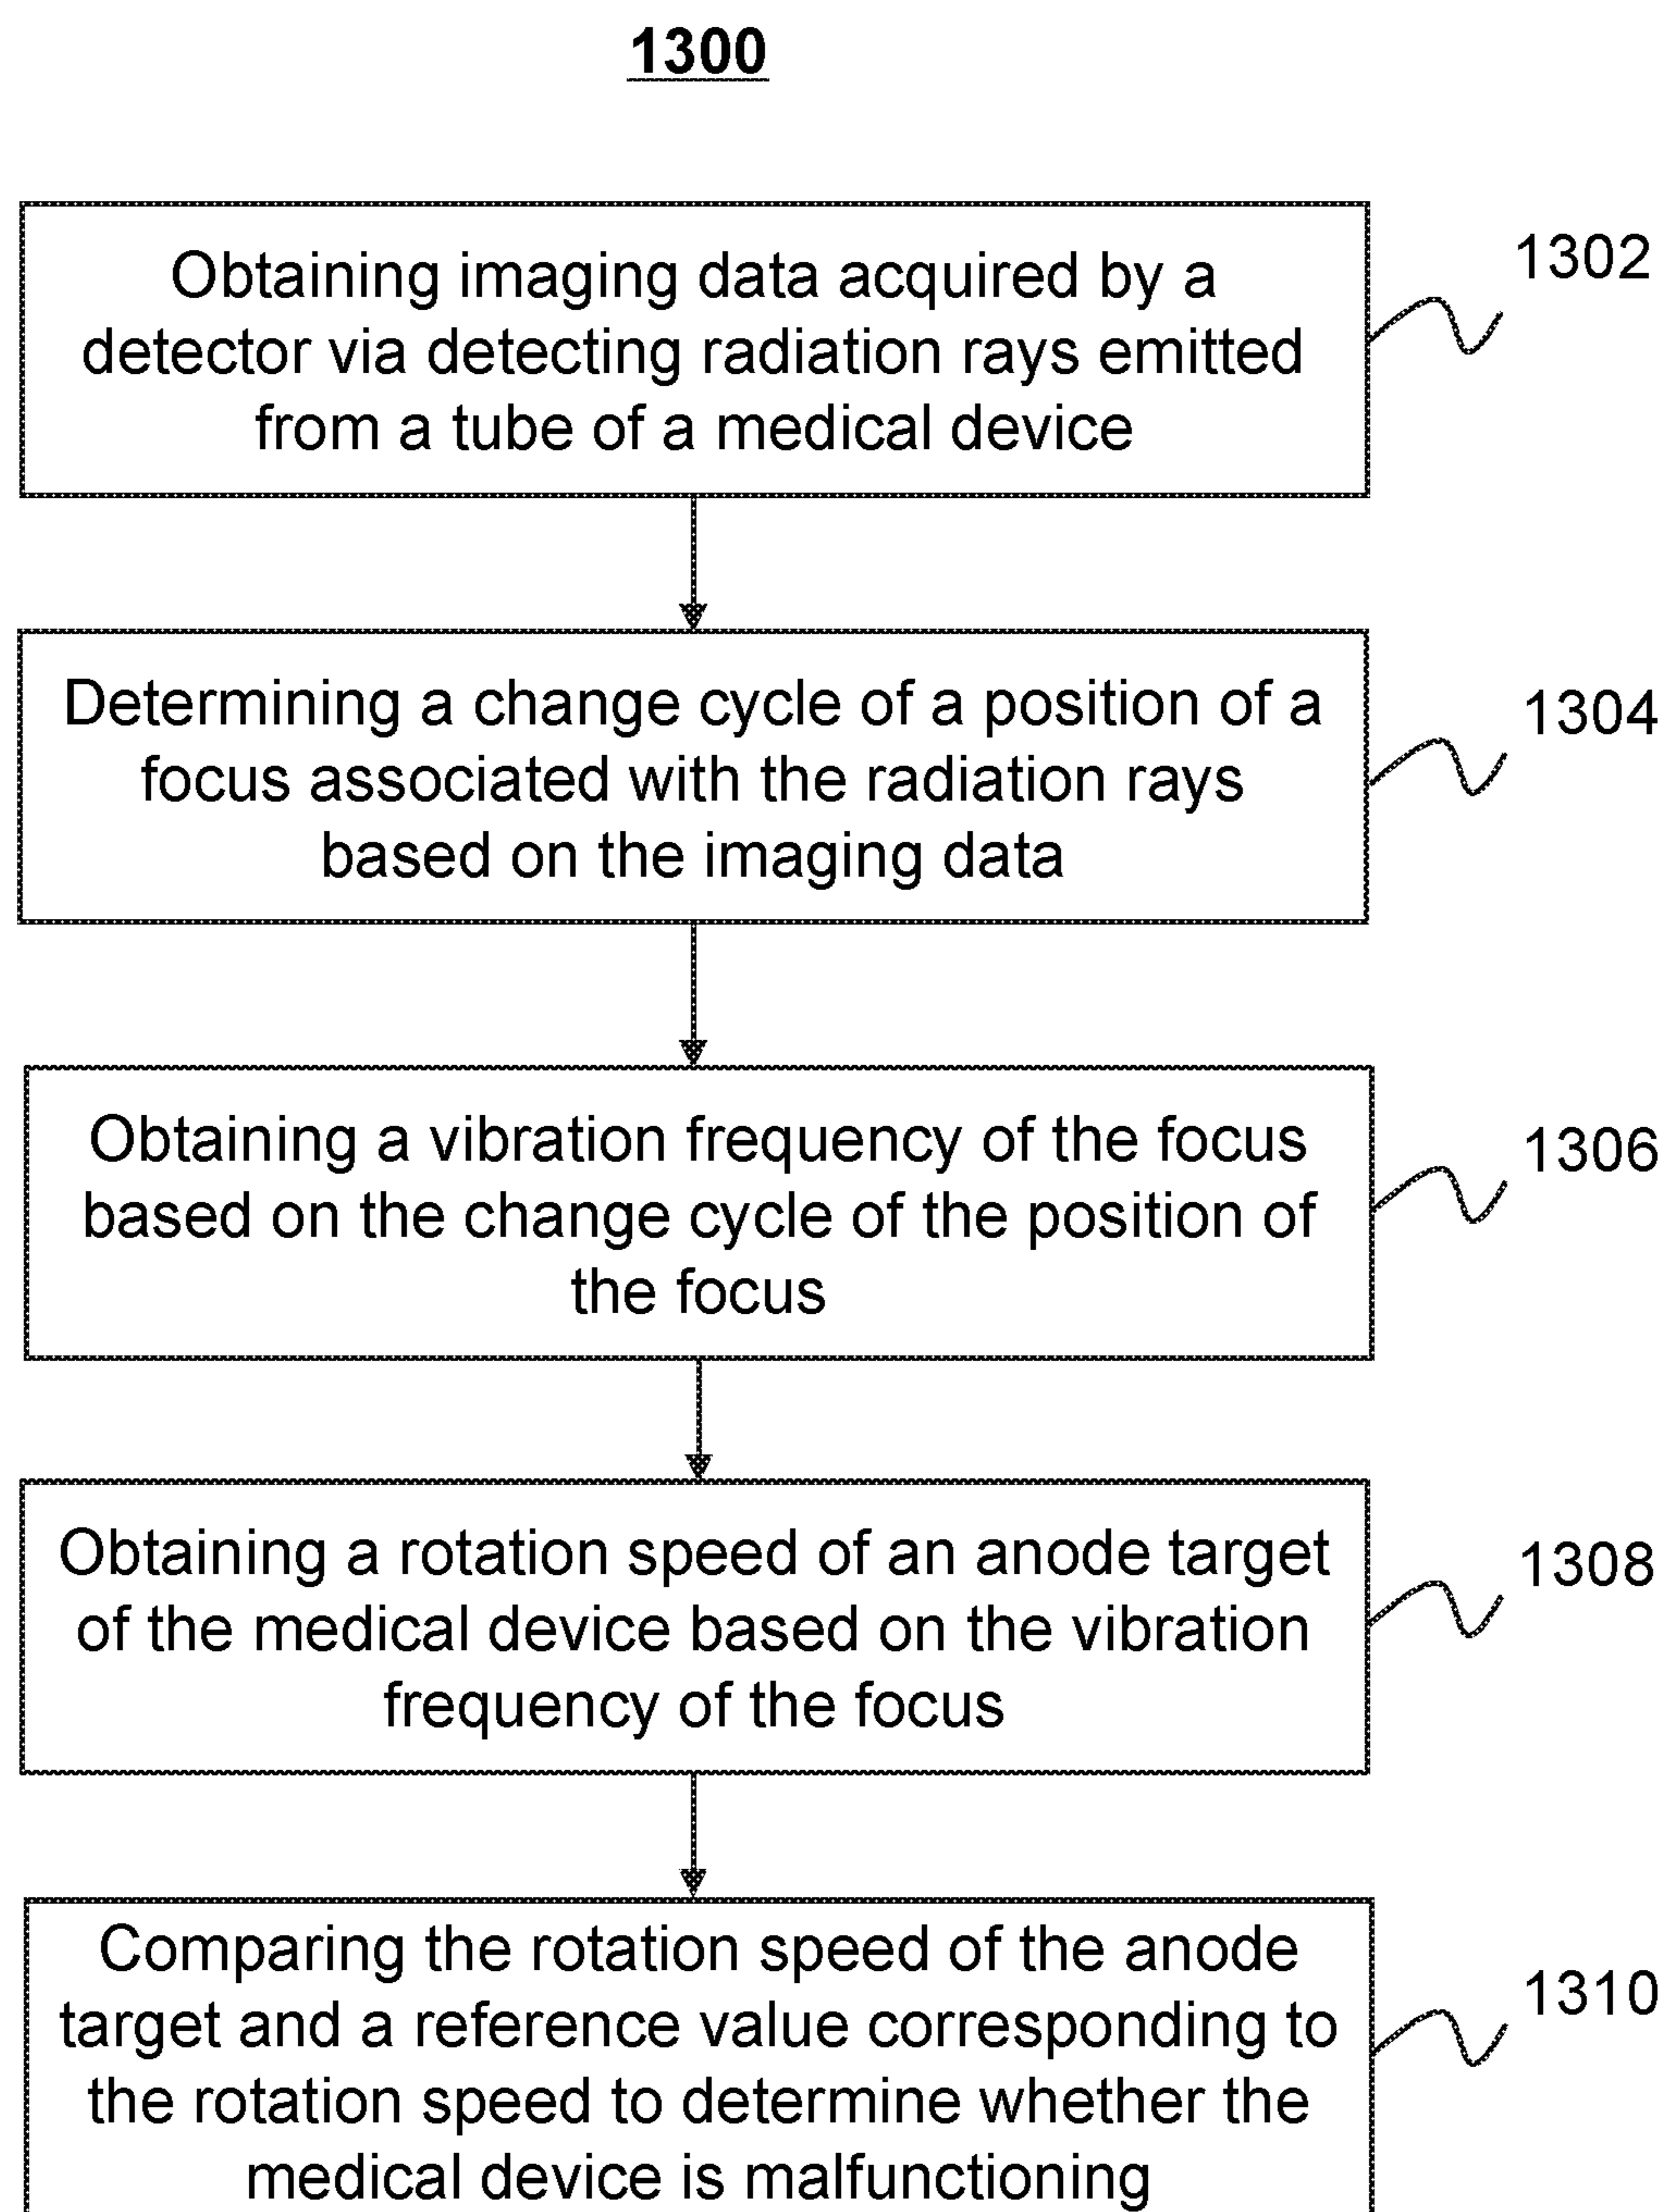 1300
Obtaining imaging data acquired by a
detector via detecting radiation rays emitted
from a tube of a medical device
1302
Determining a change cycle of a position of a
focus associated with the radiation rays
based on the imaging data
1304
Obtaining a vibration frequency of the focus
based on the change cycle of the position of
the focus
1306
Obtaining a rotation speed of an anode target
of the medical device based on the vibration
frequency of the focus
1308
Comparing the rotation speed of the anode
target and a reference value corresponding to
the rotation speed to determine whether the
medical device is malfunctioning
1310